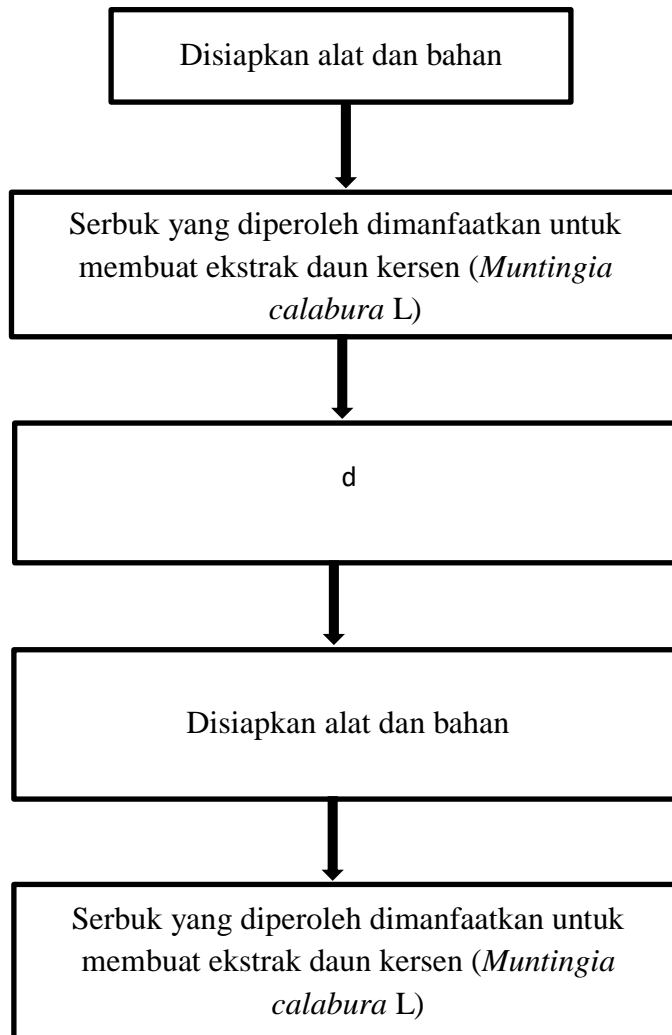 Disiapkan alat dan bahan
Serbuk yang diperoleh dimanfaatkan untuk
membuat ekstrak daun kersen (Muntingia
calabura L)
d
Disiapkan alat dan bahan
Serbuk yang diperoleh dimanfaatkan untuk
membuat ekstrak daun kersen (Muntingia
calabura L)